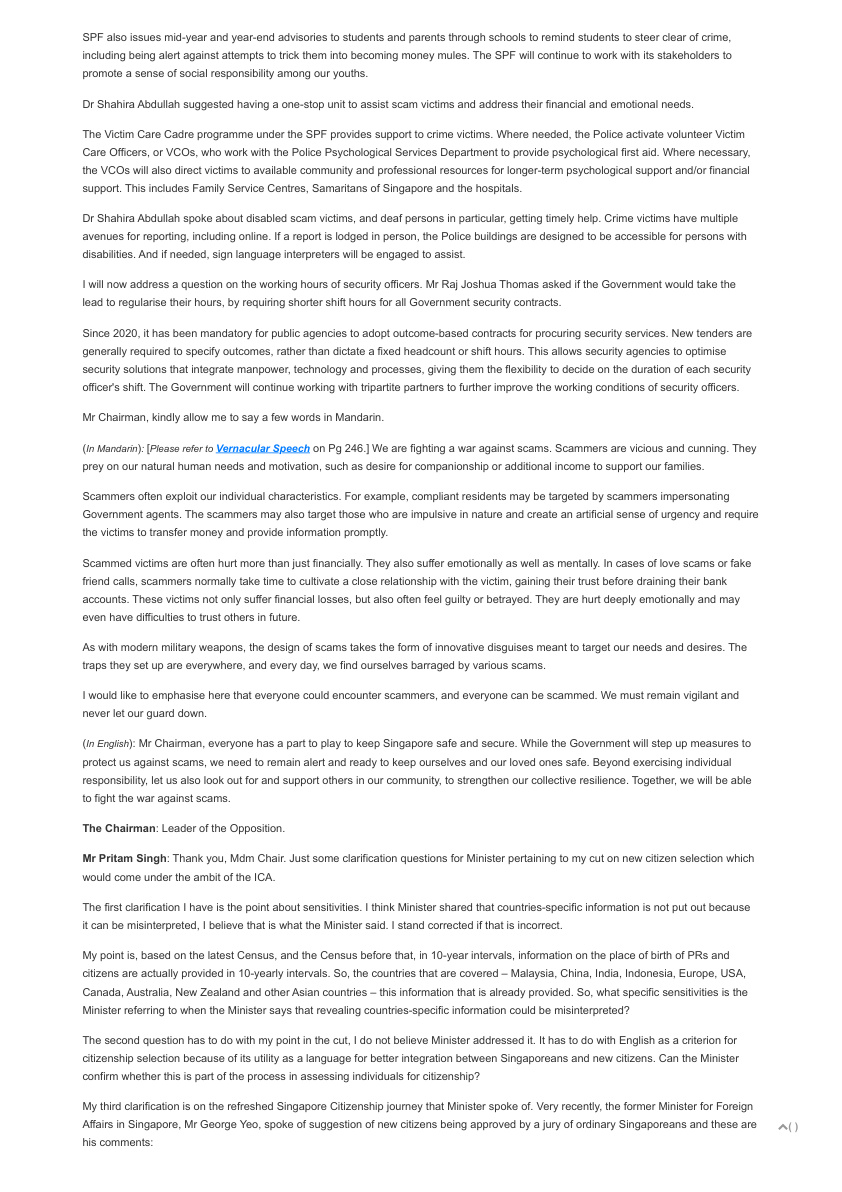 SPF also issues mid-year and year-end advisories to students and parents through schools to remind students to steer clear of crime,
including being alert against attempts to trick them into becoming money mules. The SPF will continue to work with its stakeholders to
promote a sense of social responsibility among our youths.
Dr Shahira Abdullah suggested having a one-stop unit to assist scam victims and address their financial and emotional needs.
The Victim Care Cadre programme under the SPF provides support to crime victims. Where needed, the Police activate volunteer Victim
Care Officers, or VCOs, who work with the Police Psychological Services Department to provide psychological first aid. Where necessary,
the VCOs will also direct victims to available community and professional resources for longer-term psychological support and/or financial
support. This includes Family Service Centres, Samaritans of Singapore and the hospitals.
Dr Shahira Abdullah spoke about disabled scam victims, and deaf persons in particular, getting timely help. Crime victims have multiple
avenues for reporting, including online. If a report is lodged in person, the Police buildings are designed to be accessible for persons with
disabilities. And if needed, sign language interpreters will be engaged to assist.
I will now address a question on the working hours of security officers. Mr Raj Joshua Thomas asked if the Government would take the
lead to regularise their hours, by requiring shorter shift hours for all Government security contracts.
Since 2020, it has been mandatory for public agencies to adopt outcome-based contracts for procuring security services. New tenders are
generally required to specify outcomes, rather than dictate a fixed headcount or shift hours. This allows security agencies to optimise
security solutions that integrate manpower, technology and processes, giving them the flexibility to decide on the duration of each security
officer's shift. The Government will continue working with tripartite partners to further improve the working conditions of security officers.
Mr Chairman, kindly allow me to say a few words in Mandarin.
(In Mandarin): [Please refer to Vernacular Speech on Pg 246.] We are fighting a war against scams. Scammers are vicious and cunning. They
prey on our natural human needs and motivation, such as desire for companionship or additional income to support our families.
Scammers often exploit our individual characteristics. For example, compliant residents may be targeted by scammers impersonating
Government agents. The scammers may also target those who are impulsive in nature and create an artificial sense of urgency and require
the victims to transfer money and provide information promptly.
Scammed victims are often hurt more than just financially. They also suffer emotionally as well as mentally. In cases of love scams or fake
friend calls, scammers normally take time to cultivate a close relationship with the victim, gaining their trust before draining their bank
accounts. These victims not only suffer financial losses, but also often feel guilty or betrayed. They are hurt deeply emotionally and may
even have difficulties to trust others in future.
As with modern military weapons, the design of scams takes the form of innovative disguises meant to target our needs and desires. The
traps they set up are everywhere, and every day, we find ourselves barraged by various scams.
I would like to emphasise here that everyone could encounter scammers, and everyone can be scammed. We must remain vigilant and
never let our guard down.
(In English): Mr Chairman, everyone has a part to play to keep Singapore safe and secure. While the Government will step up measures to
protect us against scams, we need to remain alert and ready to keep ourselves and our loved ones safe. Beyond exercising individual
responsibility, let us also look out for and support others in our community, to strengthen our collective resilience. Together, we will be able
to fight the war against scams.
The Chairman: Leader of the Opposition.
Mr Pritam Singh: Thank you, Mdm Chair. Just some clarification questions for Minister pertaining to my cut on new citizen selection which
would come under the ambit of the ICA.
The first clarification I have is the point about sensitivities. I think Minister shared that countries-specific information is not put out because
it can be misinterpreted, I believe that is what the Minister said. I stand corrected if that is incorrect.
My point is, based on the latest Census, and the Census before that, in 10-year intervals, information on the place of birth of PRs and
citizens are actually provided in 10-yearly intervals. So, the countries that are covered – Malaysia, China, India, Indonesia, Europe, USA,
Canada, Australia, New Zealand and other Asian countries – this information that is already provided. So, what specific sensitivities is the
Minister referring to when the Minister says that revealing countries-specific information could be misinterpreted?
The second question has to do with my point in the cut, I do not believe Minister addressed it. It has to do with English as a criterion for
citizenship selection because of its utility as a language for better integration between Singaporeans and new citizens. Can the Minister
confirm whether this is part of the process in assessing individuals for citizenship?
My third clarification is on the refreshed Singapore Citizenship journey that Minister spoke of. Very recently, the former Minister for Foreign
Affairs in Singapore, Mr George Yeo, spoke of suggestion of new citizens being approved by a jury of ordinary Singaporeans and these are
his comments:
( )